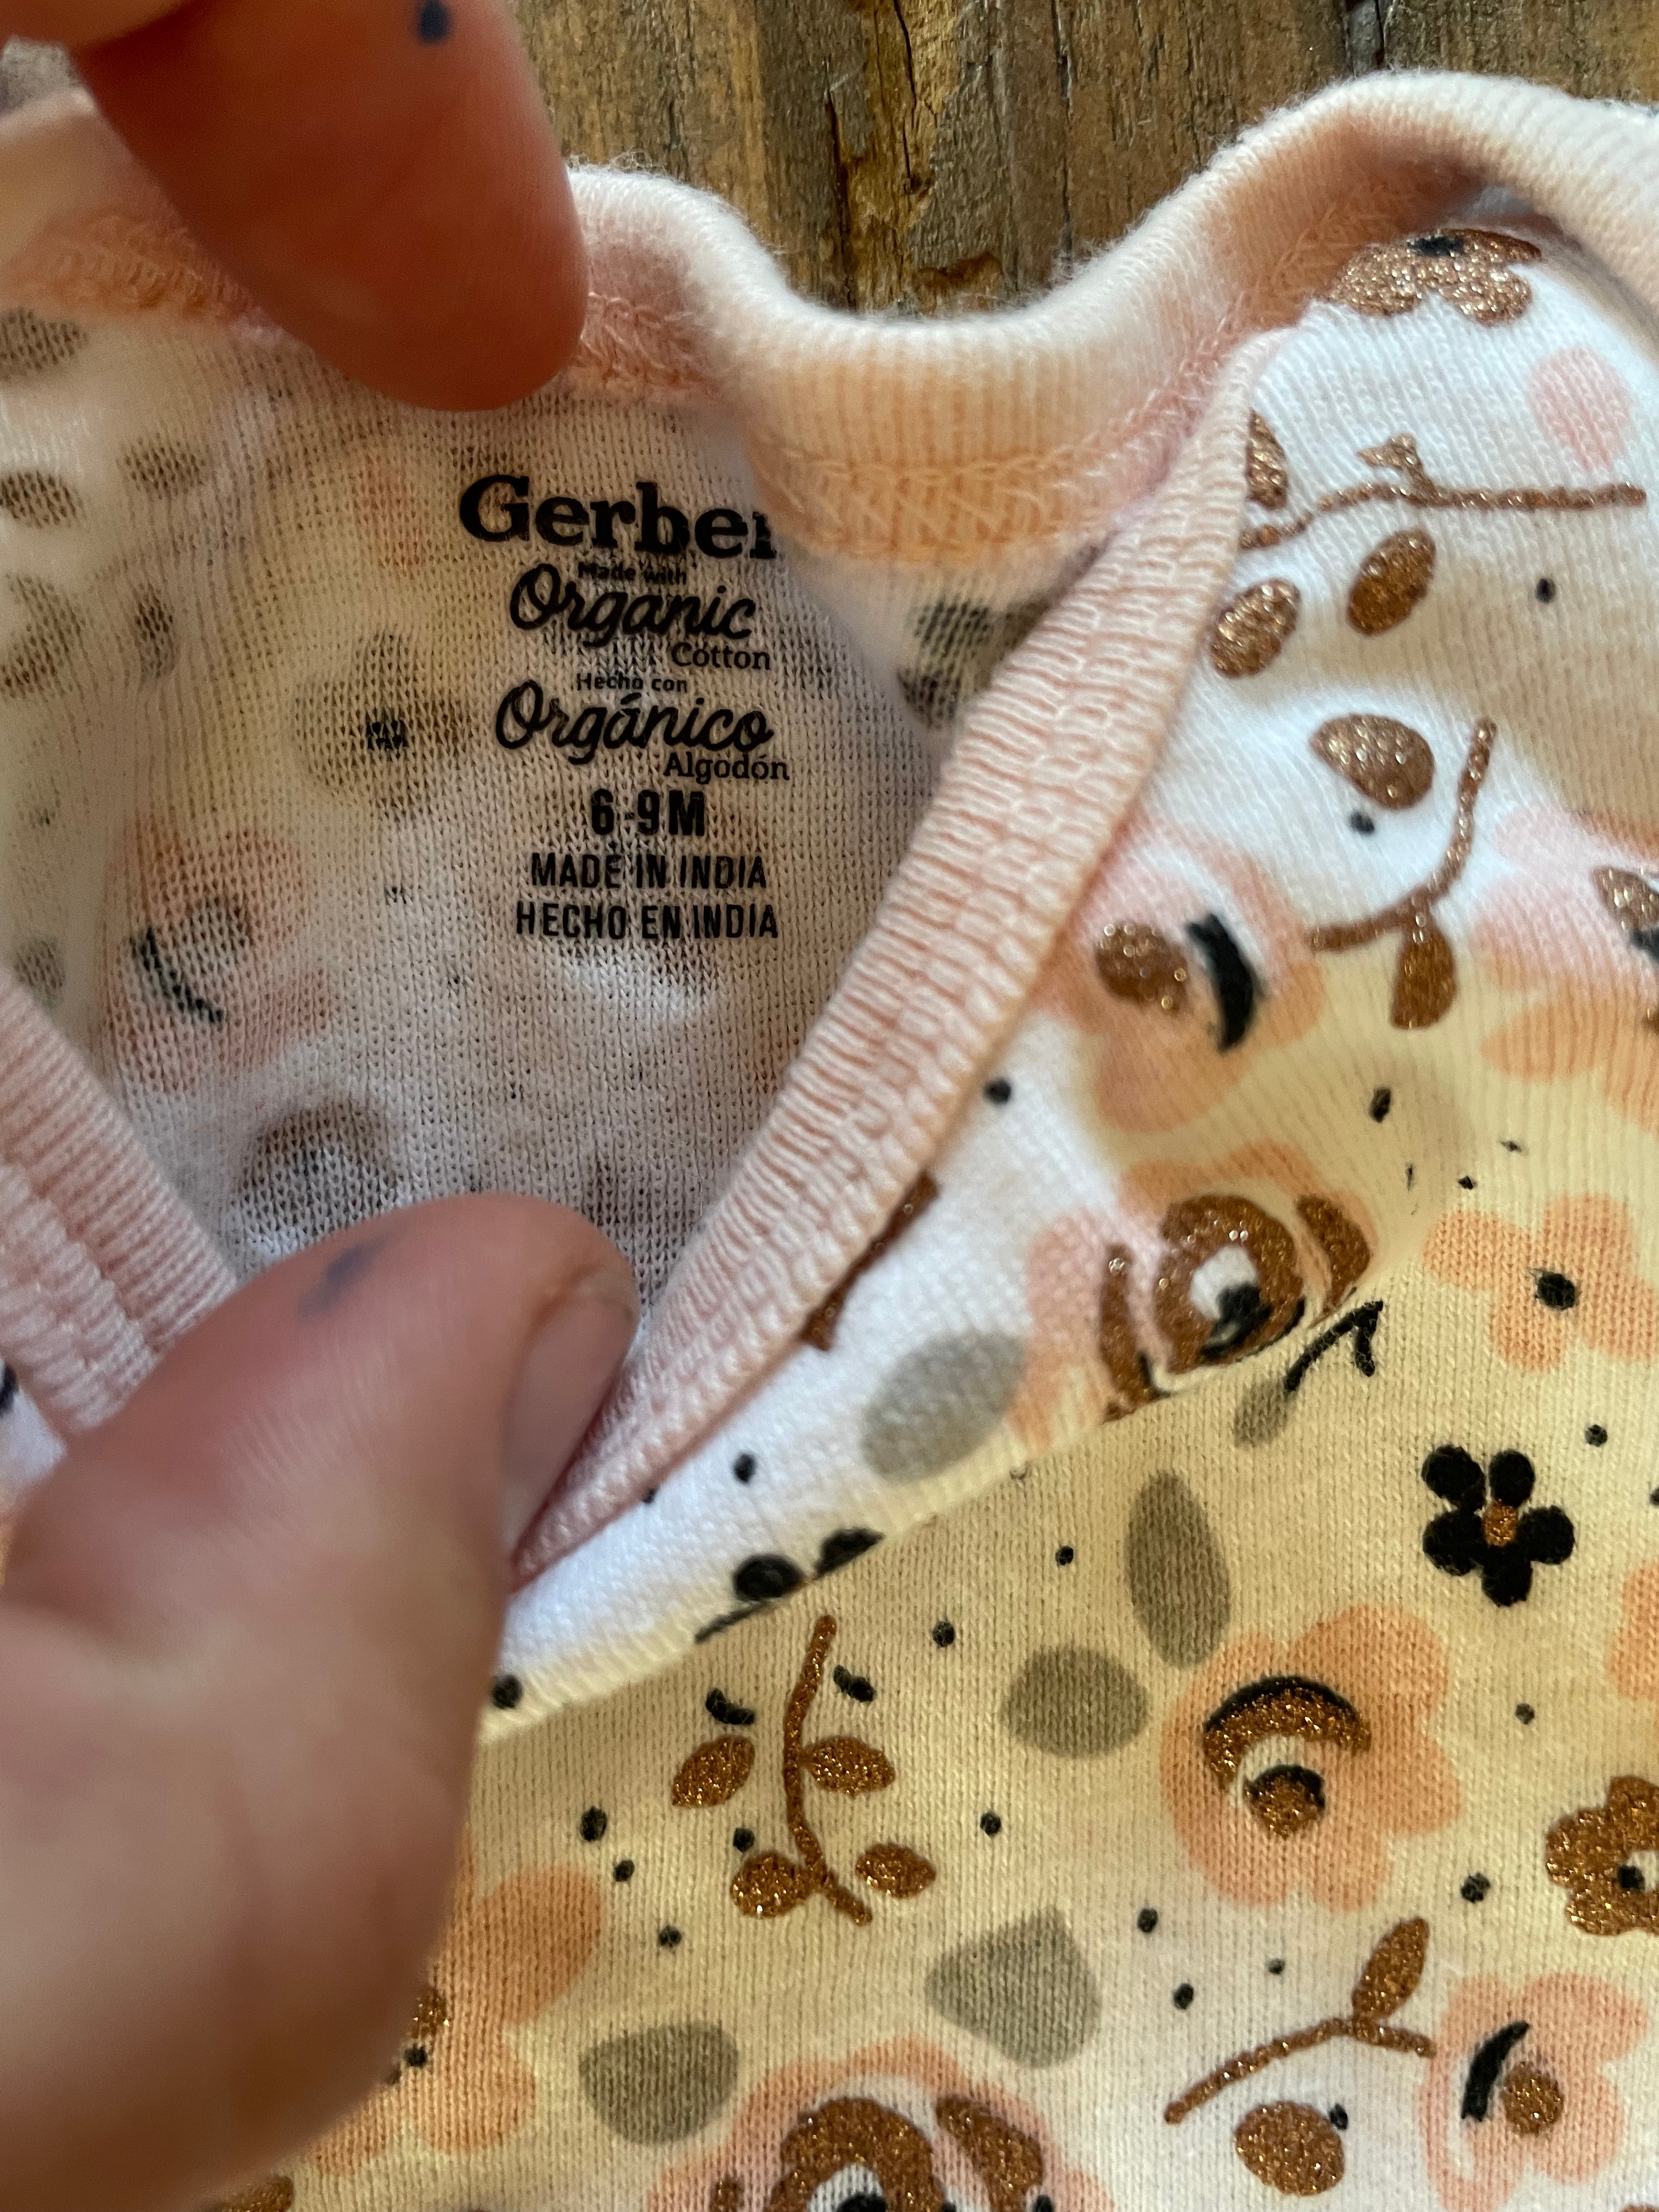 Gerber
Made with
Organic
Cotton
Hecho con
Orgánico
Algodón
6-9M
MADE IN INDIA
HECHO EN INDIA